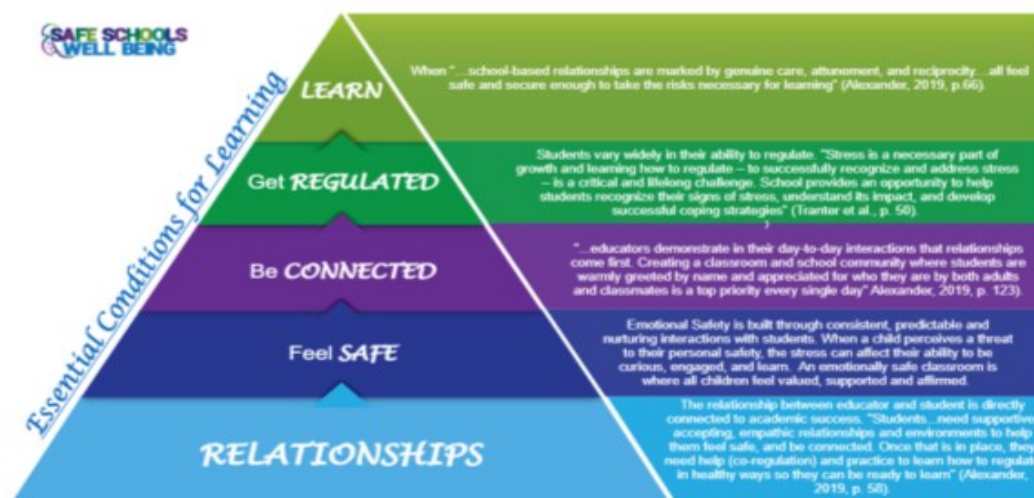 SAFE SCHOOLS
WELL BEING
Essential Conditions for Learning
LEARN
When "...school-based relationships are marked by genuine care, attunement, and reciprocity...all feel
safe and secure enough to take the risks necessary for learning" (Alexander, 2019, p.66).
Get REGULATED
Students vary widely in their ability to regulate. "Stress is a necessary part of
growth and learning how to regulate – to successfully recognize and address stress
– is a critical and lifelong challenge. School provides an opportunity to help
students recognize their signs of stress, understand its impact, and develop
successful coping strategies" (Tranter et al., p. 50).
)
Be CONNECTED
"...educators demonstrate in their day-to-day interactions that relationships
come first. Creating a classroom and school community where students are
warmly greeted by name and appreciated for who they are by both adults
and classmates is a top priority every single day" Alexander, 2019, p. 123).
Feel SAFE
Emotional Safety is built through consistent, predictable and
nurturing interactions with students. When a child perceives a threat
to their personal safety, the stress can affect their ability to be
curious, engaged, and learn. An emotionally safe classroom is
where all children feel valued, supported and affirmed.
RELATIONSHIPS
The relationship between educator and student is directly
connected to academic success. "Students...need supportive
accepting, empathic relationships and environments to help
them feel safe, and be connected. Once that is in place, they
need help (co-regulation) and practice to learn how to regulat
in healthy ways so they can be ready to learn" (Alexander,
2019, p. 58).